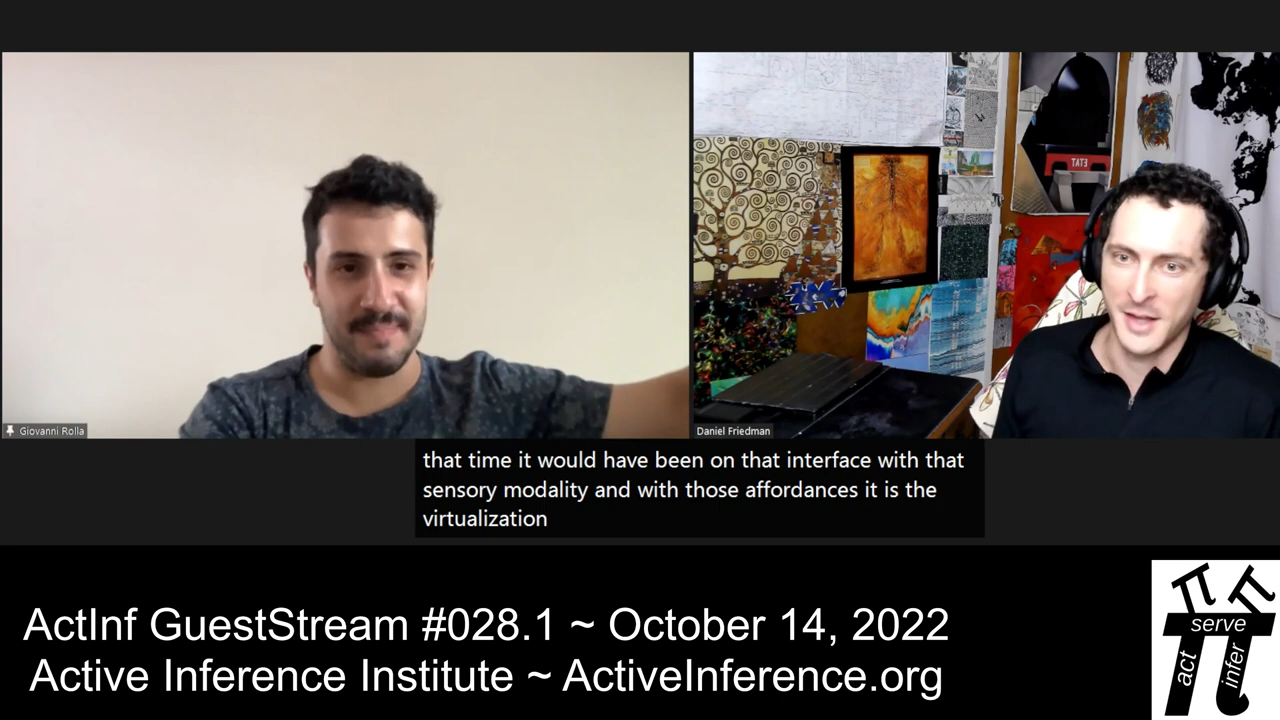 ETAT
Giovanni Rolla
Daniel Friedman
that time it would have been on that interface with that
sensory modality and with those affordances it is the
virtualization
ActInf GuestStream #028.1 ~ October 14, 2022
Active Inference Institute ~ ActiveInference.org
serve
act
infer